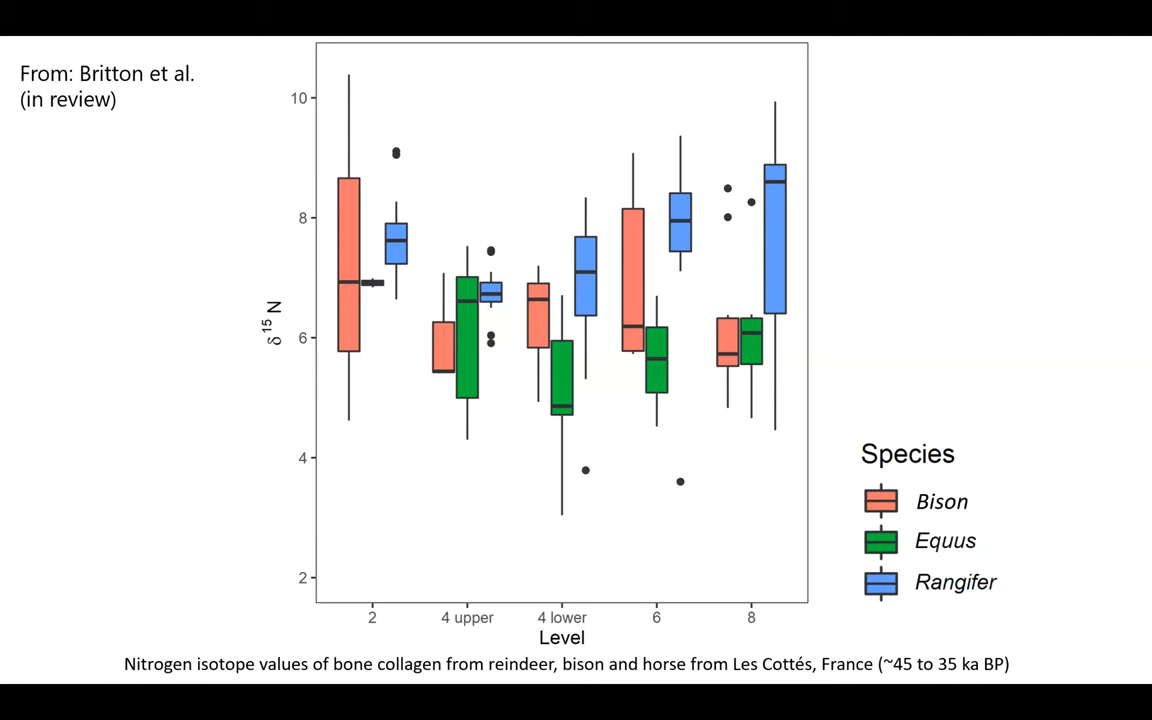 From: Britton et al.
(in review)
10
8
6
4
2
δ 15 N
2
4 upper
4 lower
6
8
Level
Species
Bison
Equus
Rangifer
Nitrogen isotope values of bone collagen from reindeer, bison and horse from Les Cottés, France (~45 to 35 ka BP)